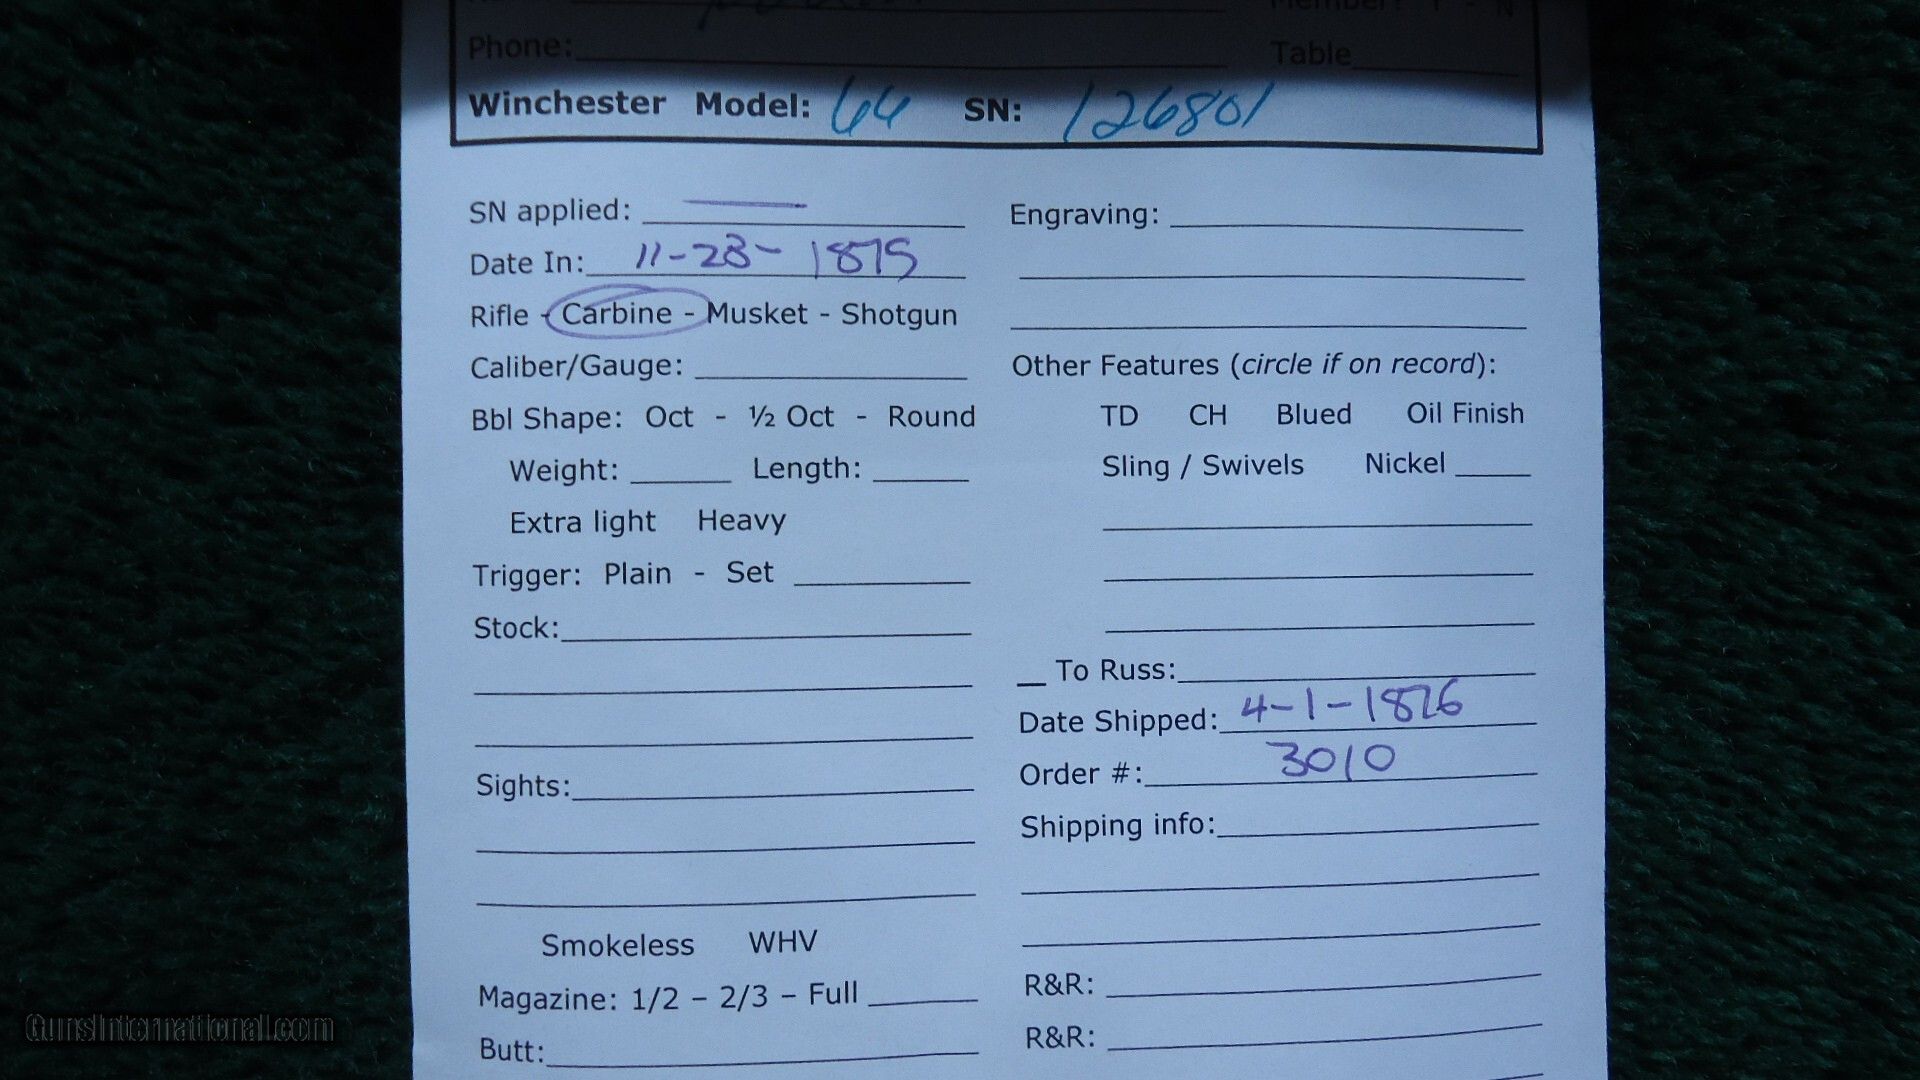 Member? Y - N
Phone:
Table
Winchester Model: 66 SN: 126801
SN applied: —
Date In: 11-23-1875
Rifle - Carbine - Musket - Shotgun
Caliber/Gauge:
Bbl Shape: Oct - ½ Oct - Round
Weight: Length:
Extra light Heavy
Trigger: Plain - Set
Stock:
Sights:
Smokeless WHV
Magazine: 1/2 – 2/3 – Full
Butt:
Engraving:
Other Features (circle if on record):
TD CH Blued Oil Finish
Sling / Swivels Nickel
To Russ:
Date Shipped: 4-1-1876
Order #: 3010
Shipping info:
R&R:
R&R:
GunsInternational.com